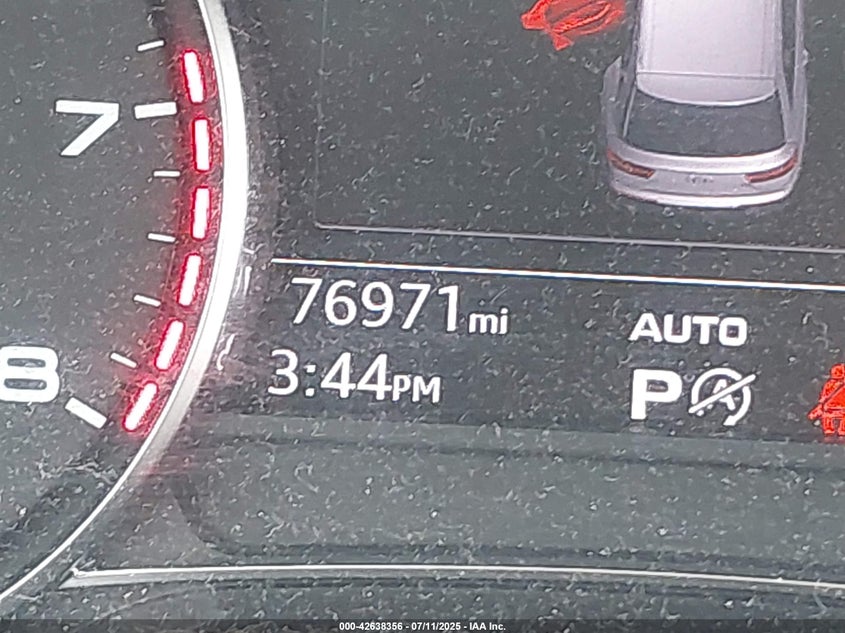 7
8
76971mi
3:44PM
AUTO
P A
000-42638356 - 07/11/2025 - IAA Inc.